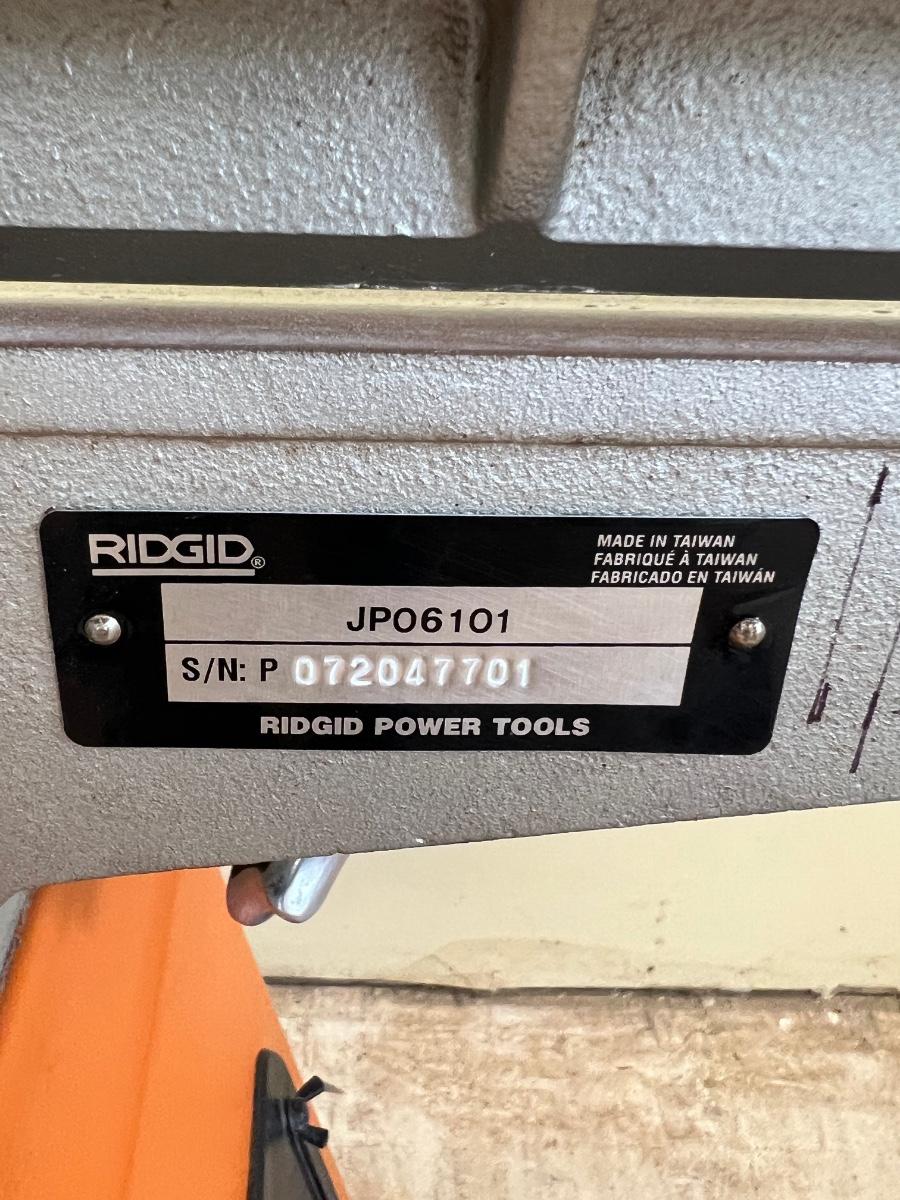 RIDGID®
MADE IN TAIWAN
FABRIQUÉ À TAIWAN
FABRICADO EN TAIWÁN
JP06101
S/N: P 072047701
RIDGID POWER TOOLS